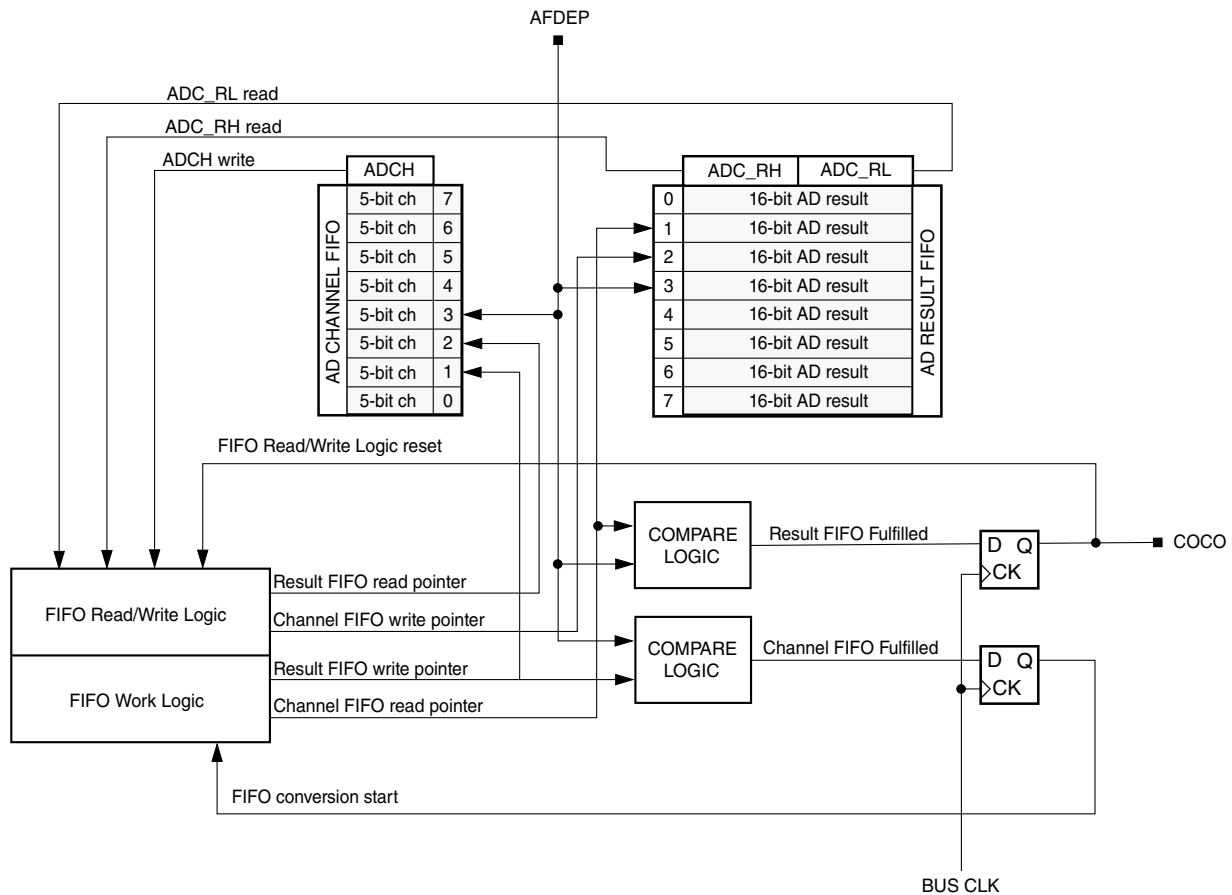 AFDEP
ADC_RL read
ADC_RH read
ADCH write
ADCH
ADC_RH ADC_RL
AD CHANNEL FIFO
5-bit ch 7
5-bit ch 6
5-bit ch 5
5-bit ch 4
5-bit ch 3
5-bit ch 2
5-bit ch 1
5-bit ch 0
0 16-bit AD result
1 16-bit AD result
2 16-bit AD result
3 16-bit AD result
4 16-bit AD result
5 16-bit AD result
6 16-bit AD result
7 16-bit AD result
AD RESULT FIFO
FIFO Read/Write Logic reset
COMPARE
LOGIC
Result FIFO Fulfilled
D Q
CK
COCO
FIFO Read/Write Logic
Result FIFO read pointer
Channel FIFO write pointer
COMPARE
LOGIC
Channel FIFO Fulfilled
D Q
CK
FIFO Work Logic
Result FIFO write pointer
Channel FIFO read pointer
FIFO conversion start
BUS CLK